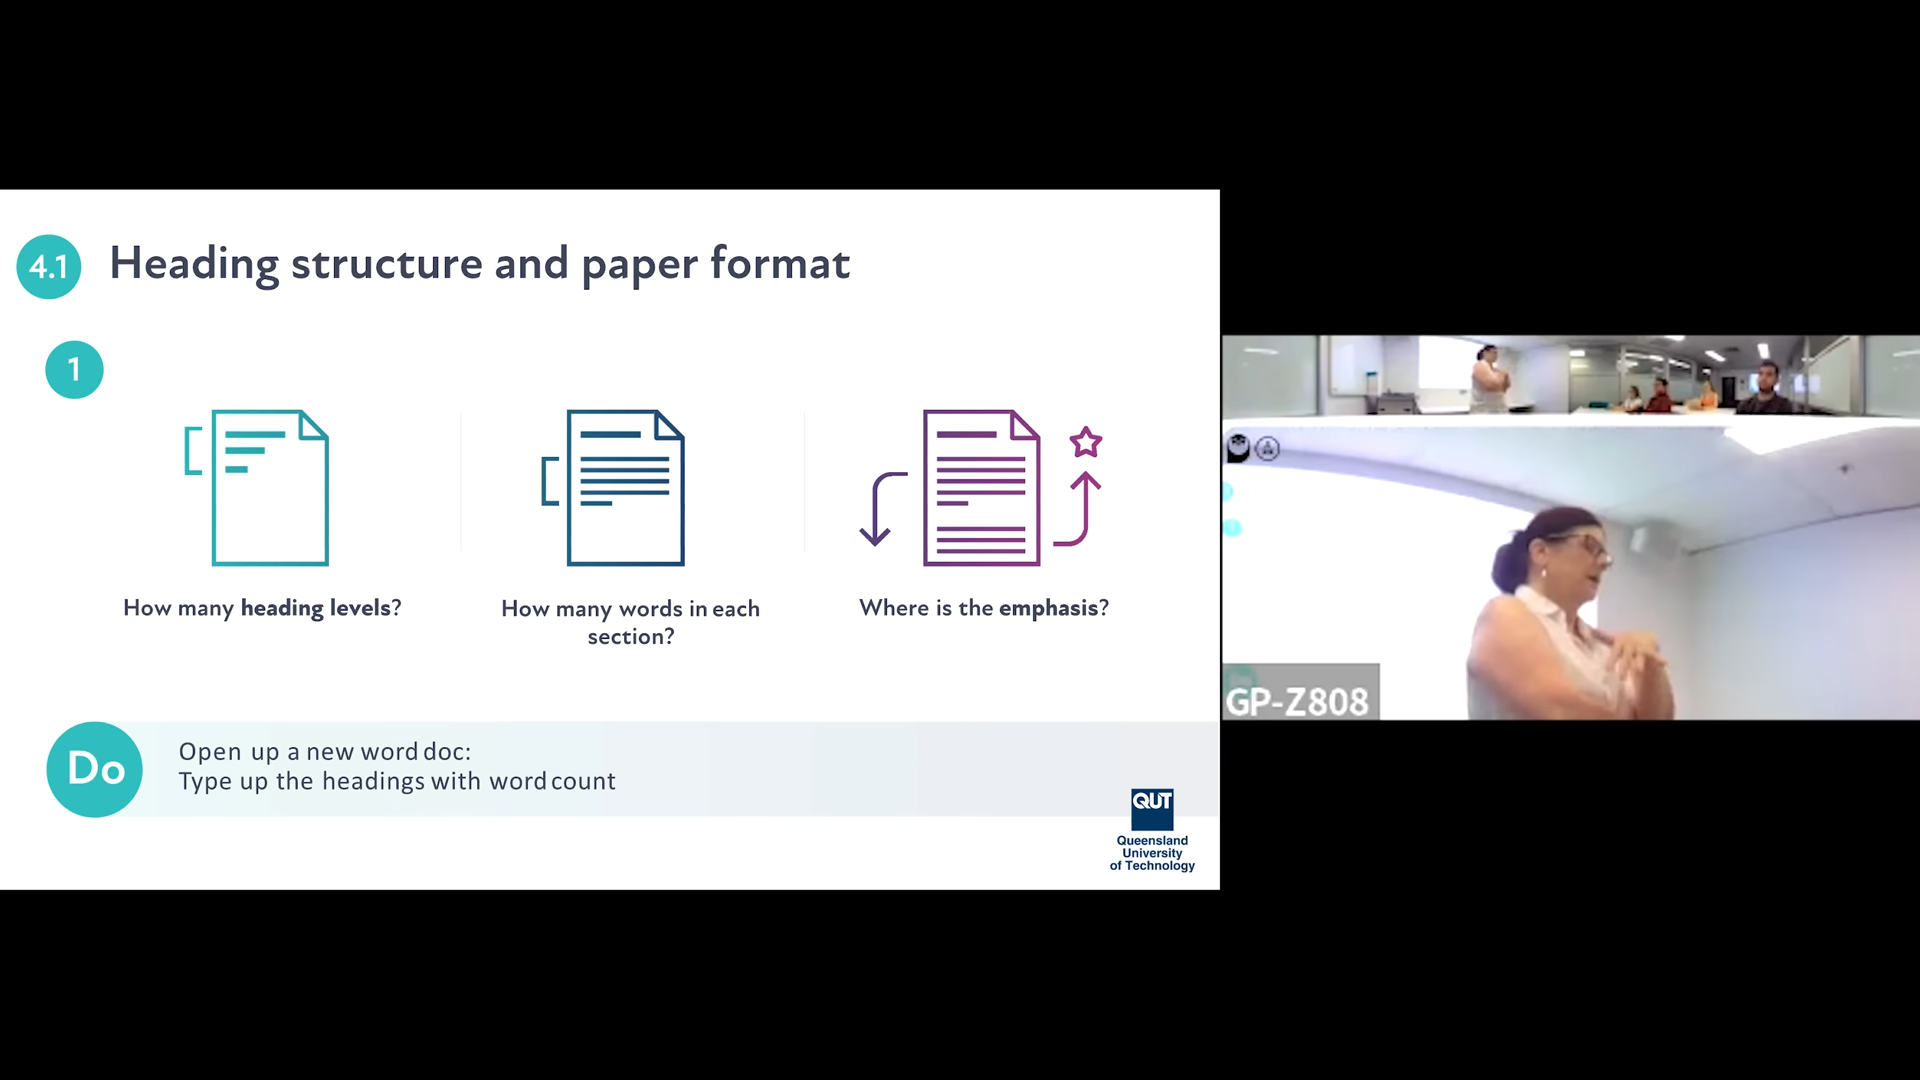 4.1
Heading structure and paper format
1
How many heading levels?
How many words in each
section?
Where is the emphasis?
Do
Open up a new word doc:
Type up the headings with word count
QUT
Queensland
University
of Technology
GP-Z808